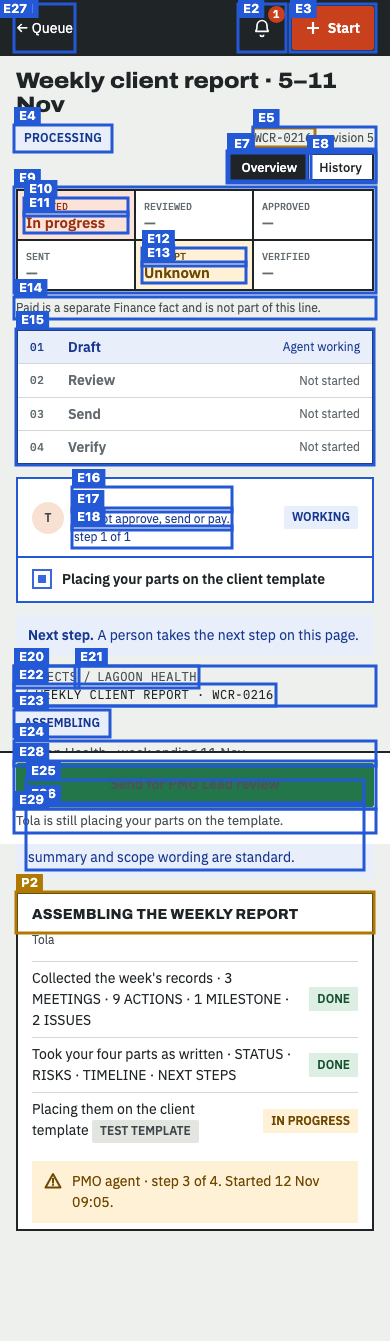 E27
E2
1
E3
← Queue
Start
Weekly client report · 5–11
Nov
E4
E5
PROCESSING
WCR-0216
vision 5
E7
E8
Overview
History
E9
E10
E11
REVIEWED
APPROVED
In progress
—
—
E12
E13
SENT
VERIFIED
—
Unknown
—
E14
Paid is a separate Finance fact and is not part of this line.
E15
01 Draft Agent working
02 Review Not started
03 Send Not started
04 Verify Not started
E16
E17
E18
T
approve, send or pay.
WORKING
step 1 of 1
Placing your parts on the client template
Next step. A person takes the next step on this page.
E20
E21
E22
/ LAGOON HEALTH
WEEKLY CLIENT REPORT · WCR-0216
E23
ASSEMBLING
E24
E28
E25
Send for PMO Lead review
E29
Tola is still placing your parts on the template.
summary and scope wording are standard.
P2
ASSEMBLING THE WEEKLY REPORT
Tola
Collected the week's records · 3
MEETINGS · 9 ACTIONS · 1 MILESTONE ·
2 ISSUES
DONE
Took your four parts as written · STATUS ·
RISKS · TIMELINE · NEXT STEPS
DONE
Placing them on the client
template TEST TEMPLATE
IN PROGRESS
PMO agent · step 3 of 4. Started 12 Nov
09:05.